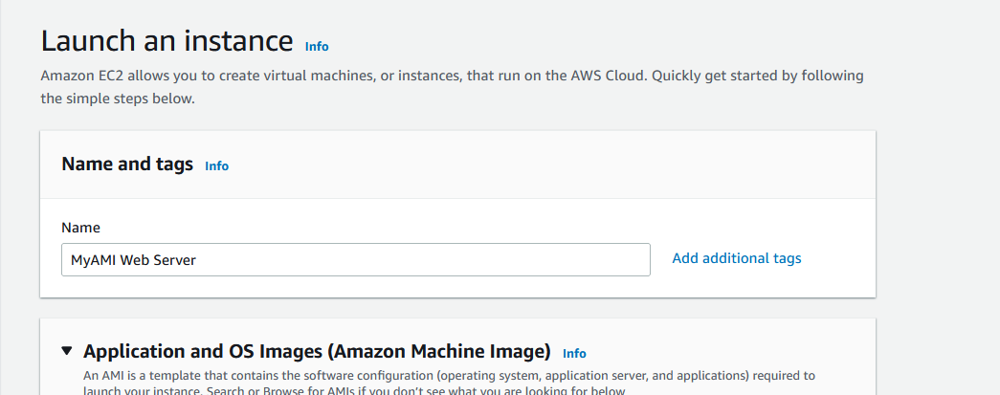 Launch an instance Info
Amazon EC2 allows you to create virtual machines, or instances, that run on the AWS Cloud. Quickly get started by following
the simple steps below.
Name and tags Info
Name
MyAMI Web Server
Add additional tags
Application and OS Images (Amazon Machine Image) Info
An AMI is a template that contains the software configuration (operating system, application server, and applications) required to
launch your instance. Search or Browse for AMIs if you don't see what you are looking for below